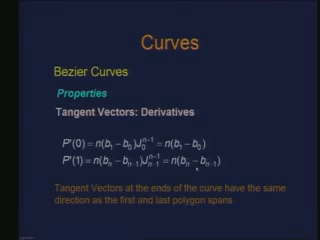 Curves
Bezier Curves
Properties
Tangent Vectors: Derivatives
P'(0) = n(b₁ − b₀)J₀ⁿ⁻¹ = n(b₁ − b₀)
P'(1) = n(bₙ − bₙ₋₁)Jₙ₋₁ⁿ⁻¹ = n(bₙ − bₙ₋₁)
Tangent Vectors at the ends of the curve have the same
direction as the first and last polygon spans.